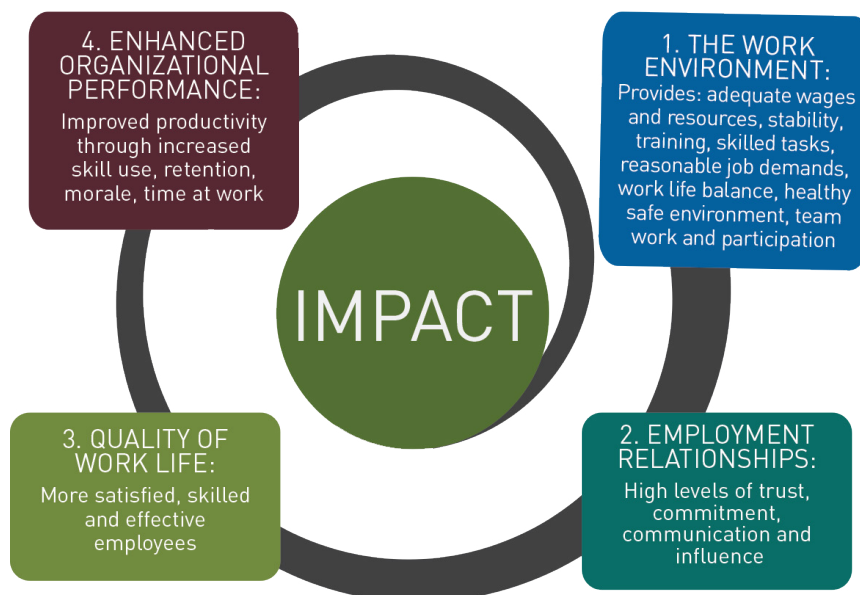 1. THE WORK
ENVIRONMENT:
Provides: adequate wages
and resources, stability,
training, skilled tasks,
reasonable job demands,
work life balance, healthy
safe environment, team
work and participation
2. EMPLOYMENT
RELATIONSHIPS:
High levels of trust,
commitment,
communication and
influence
3. QUALITY OF
WORK LIFE:
More satisfied, skilled
and effective
employees
4. ENHANCED
ORGANIZATIONAL
PERFORMANCE:
Improved productivity
through increased
skill use, retention,
morale, time at work
IMPACT